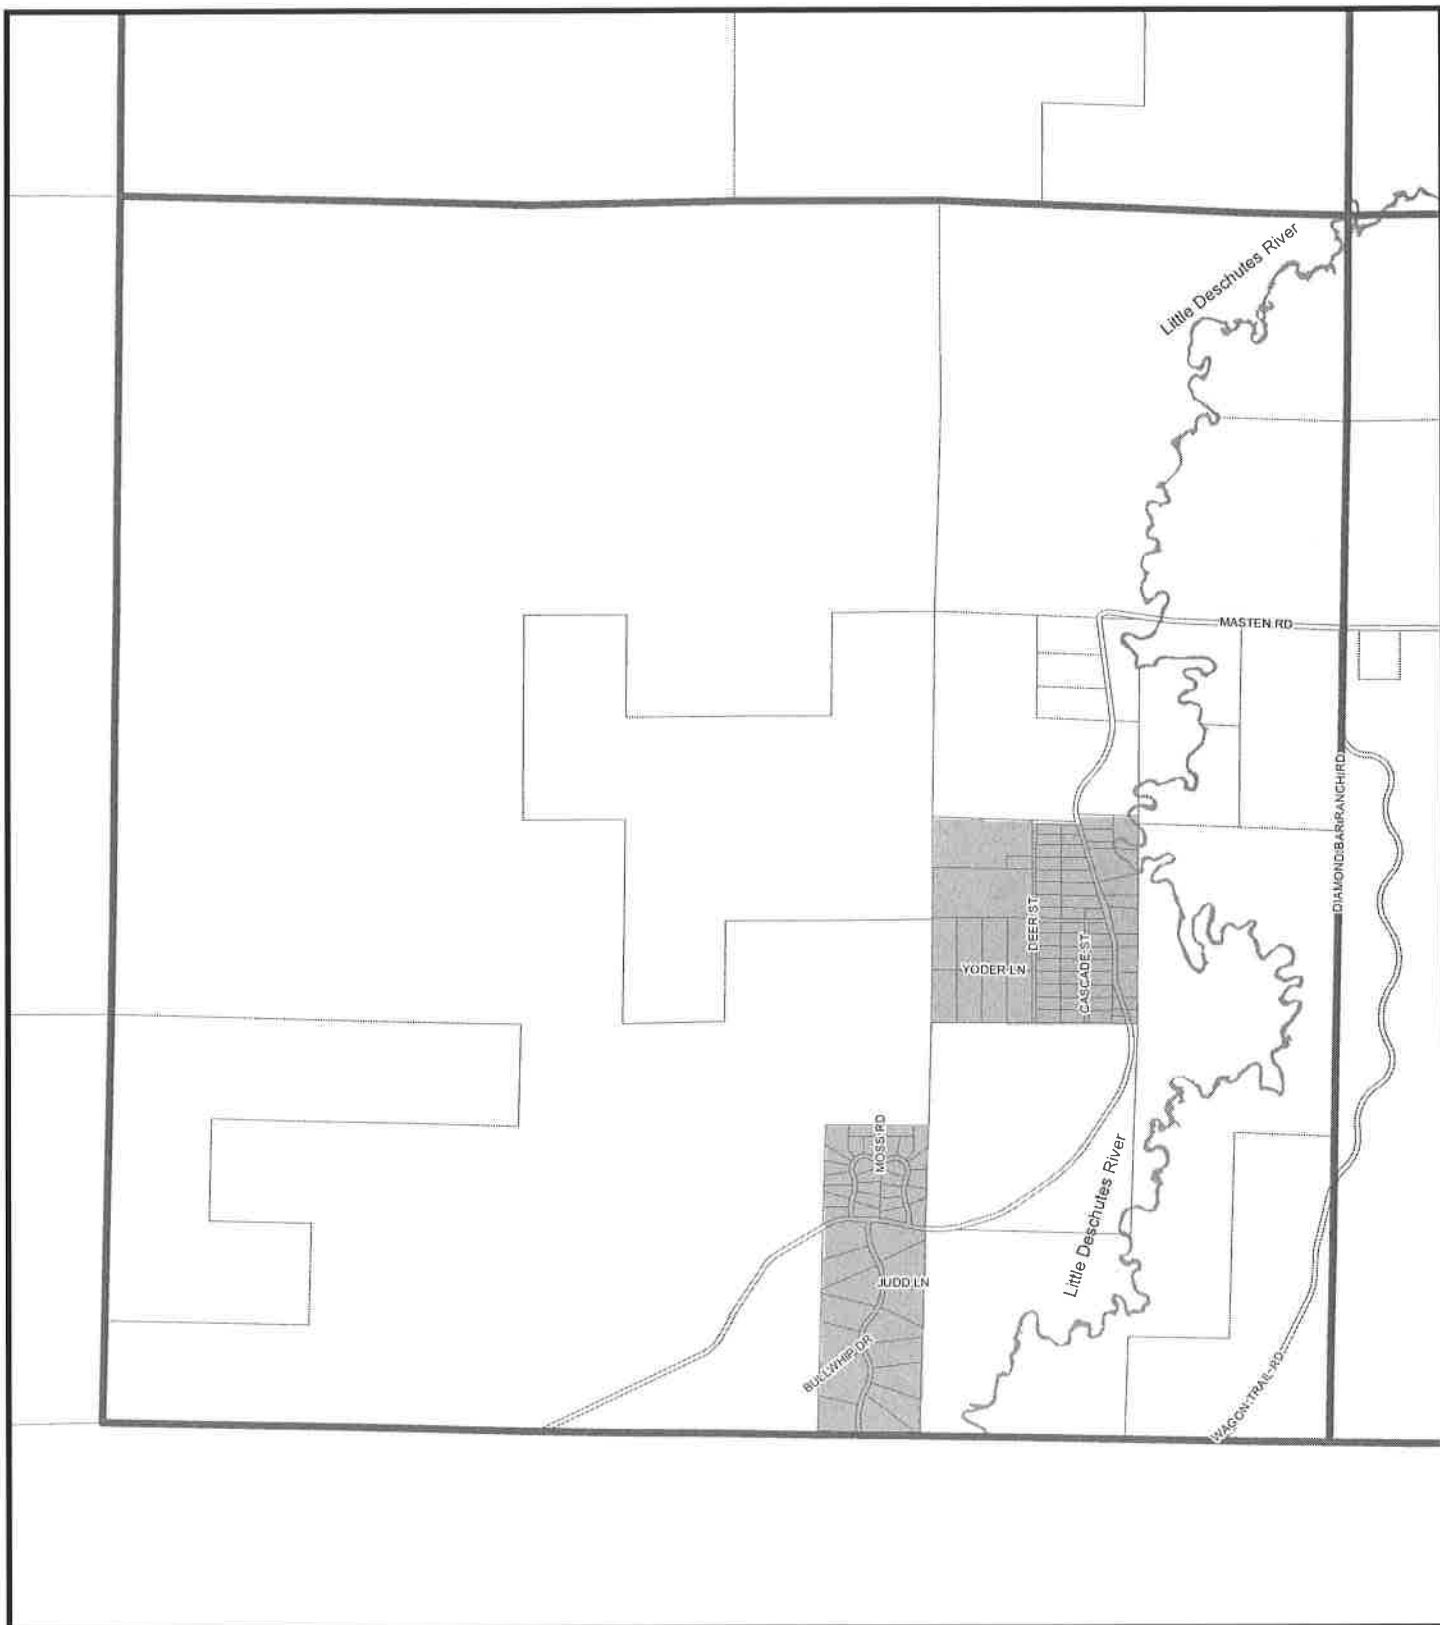 Little Deschutes River
MASTEN RD
DIAMOND BAR RANCH RD
DEER ST
YODER LN
CASCADE ST
MOSS RD
Little Deschutes River
JUDD LN
BULLWHIP DR
WAGON TRAIL RD